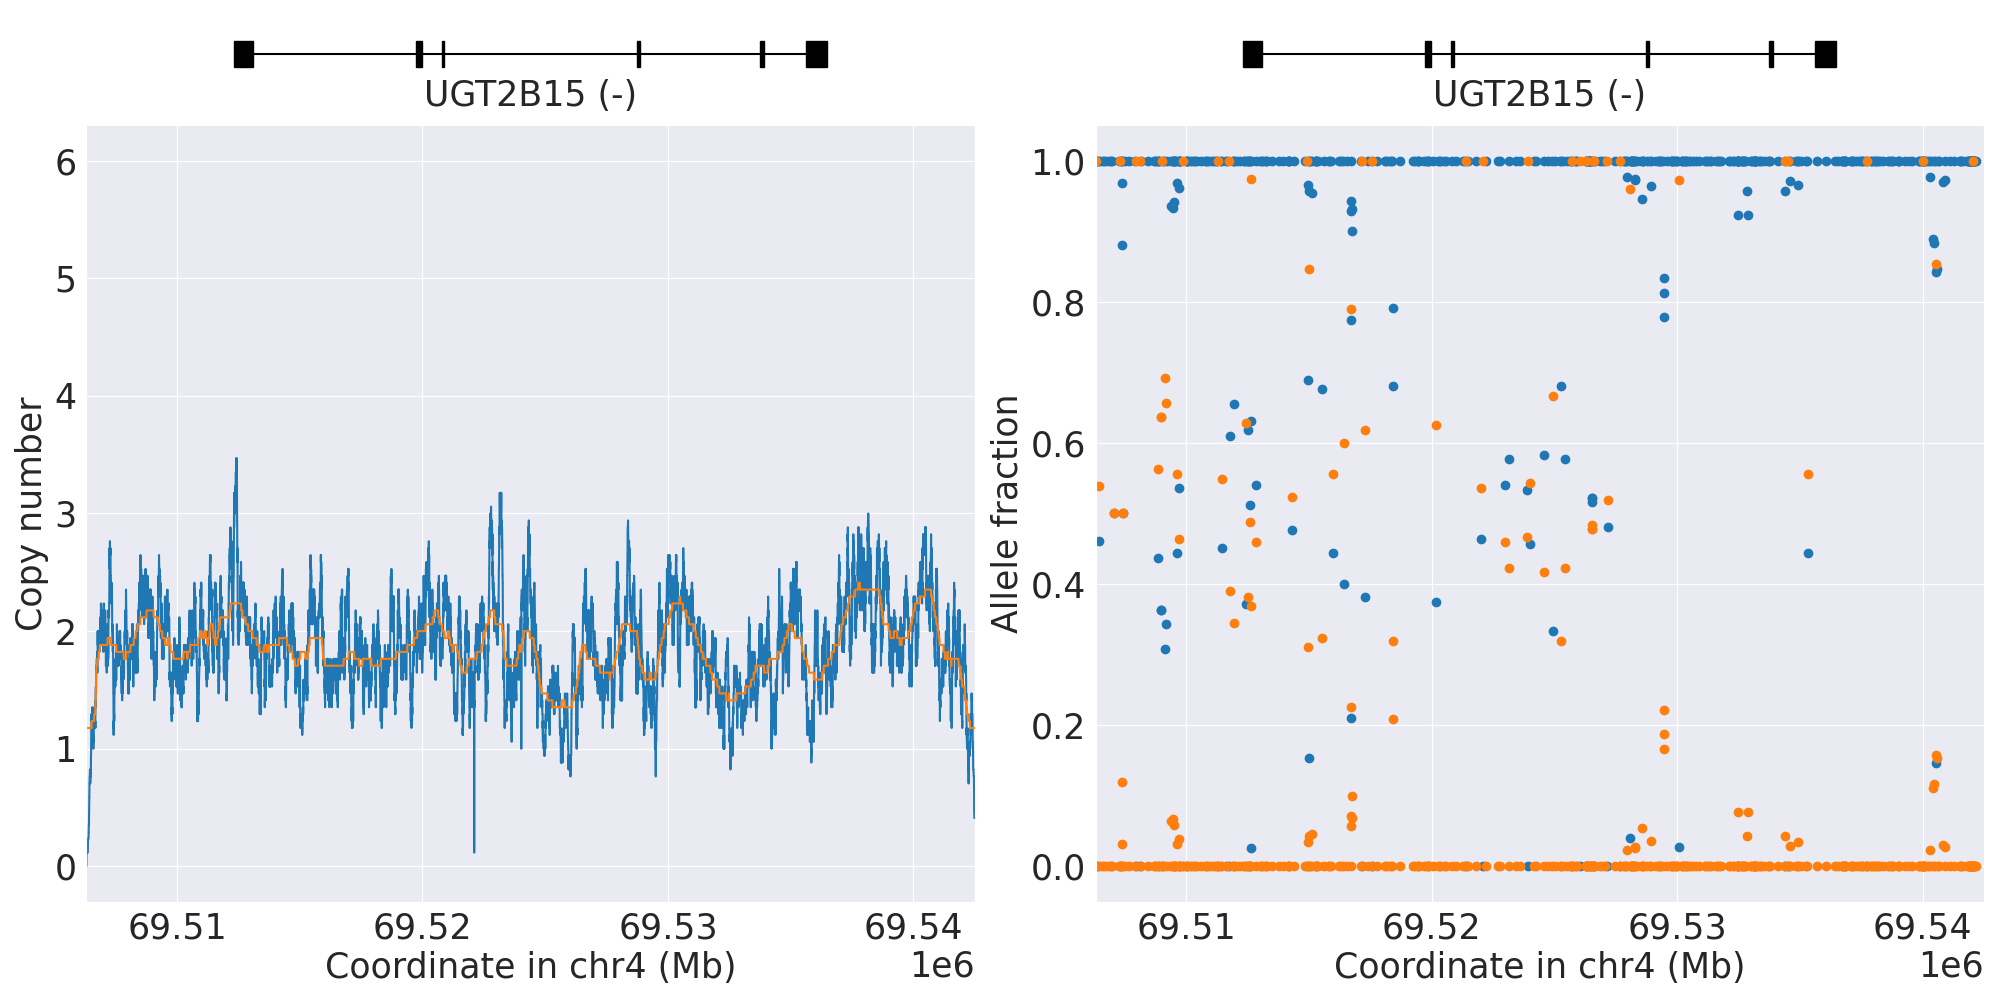 UGT2B15 (-)
6
5
4
3
2
1
0
Copy number
69.51
69.52
69.53
69.54
Coordinate in chr4 (Mb)
1e6
UGT2B15 (-)
1.0
0.8
0.6
0.4
0.2
0.0
Allele fraction
69.51
69.52
69.53
69.54
Coordinate in chr4 (Mb)
1e6